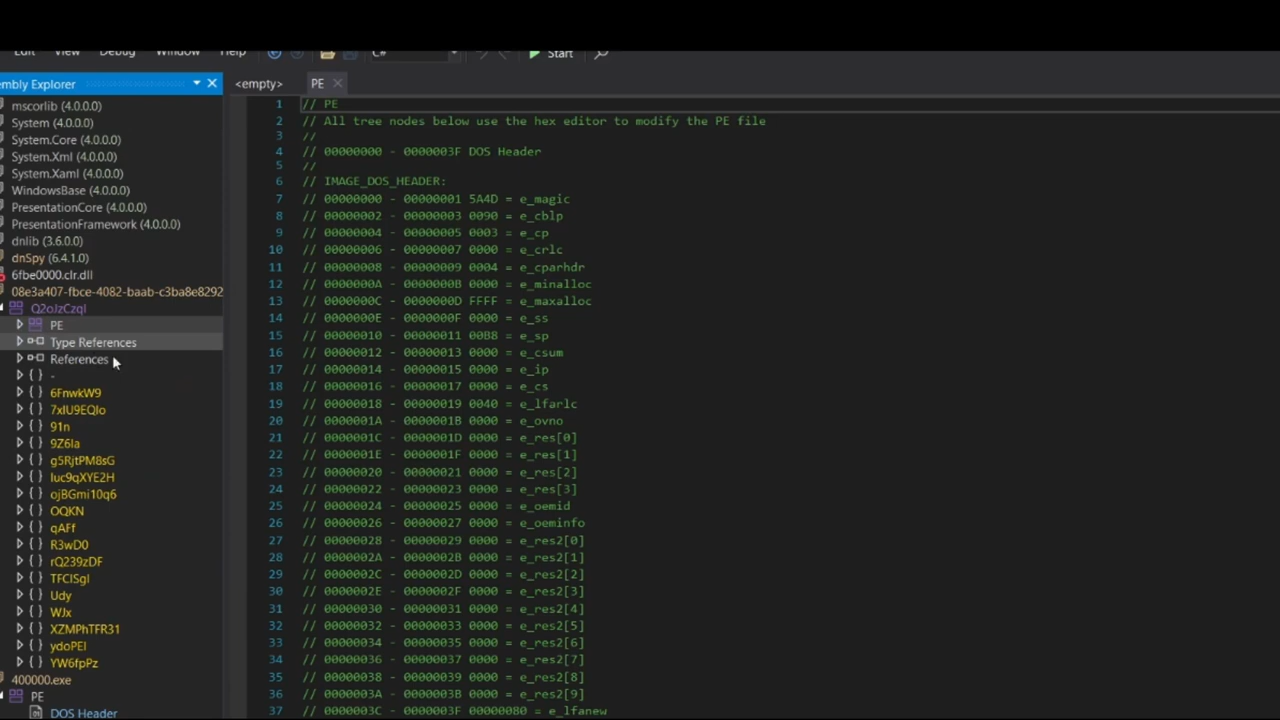 Edit View Debug Window Help C# Start
embly Explorer
<empty> PE
mscorlib (4.0.0.0)
System (4.0.0.0)
System.Core (4.0.0.0)
System.Xml (4.0.0.0)
System.Xaml (4.0.0.0)
WindowsBase (4.0.0.0)
PresentationCore (4.0.0.0)
PresentationFramework (4.0.0.0)
dnlib (3.6.0.0)
dnSpy (6.4.1.0)
6fbe0000.clr.dll
08e3a407-fbce-4082-baab-c3ba8e8292
Q2oJzCzqI
PE
Type References
References
-
6FnwkW9
7xIU9EQIo
91n
9Z6Ia
g5RjtPM8sG
Iuc9qXYE2H
ojBGmi10q6
OQKN
qAFf
R3wD0
rQ239zDF
TFCISgI
Udy
WJx
XZMPhTFR31
ydoPEI
YW6fpPz
400000.exe
PE
DOS Header
1 // PE
2 // All tree nodes below use the hex editor to modify the PE file
3 //
4 // 00000000 - 0000003F DOS Header
5 //
6 // IMAGE_DOS_HEADER:
7 // 00000000 - 00000001 5A4D = e_magic
8 // 00000002 - 00000003 0090 = e_cblp
9 // 00000004 - 00000005 0003 = e_cp
10 // 00000006 - 00000007 0000 = e_crlc
11 // 00000008 - 00000009 0004 = e_cparhdr
12 // 0000000A - 0000000B 0000 = e_minalloc
13 // 0000000C - 0000000D FFFF = e_maxalloc
14 // 0000000E - 0000000F 0000 = e_ss
15 // 00000010 - 00000011 00B8 = e_sp
16 // 00000012 - 00000013 0000 = e_csum
17 // 00000014 - 00000015 0000 = e_ip
18 // 00000016 - 00000017 0000 = e_cs
19 // 00000018 - 00000019 0040 = e_lfarlc
20 // 0000001A - 0000001B 0000 = e_ovno
21 // 0000001C - 0000001D 0000 = e_res[0]
22 // 0000001E - 0000001F 0000 = e_res[1]
23 // 00000020 - 00000021 0000 = e_res[2]
24 // 00000022 - 00000023 0000 = e_res[3]
25 // 00000024 - 00000025 0000 = e_oemid
26 // 00000026 - 00000027 0000 = e_oeminfo
27 // 00000028 - 00000029 0000 = e_res2[0]
28 // 0000002A - 0000002B 0000 = e_res2[1]
29 // 0000002C - 0000002D 0000 = e_res2[2]
30 // 0000002E - 0000002F 0000 = e_res2[3]
31 // 00000030 - 00000031 0000 = e_res2[4]
32 // 00000032 - 00000033 0000 = e_res2[5]
33 // 00000034 - 00000035 0000 = e_res2[6]
34 // 00000036 - 00000037 0000 = e_res2[7]
35 // 00000038 - 00000039 0000 = e_res2[8]
36 // 0000003A - 0000003B 0000 = e_res2[9]
37 // 0000003C - 0000003F 00000080 = e_lfanew